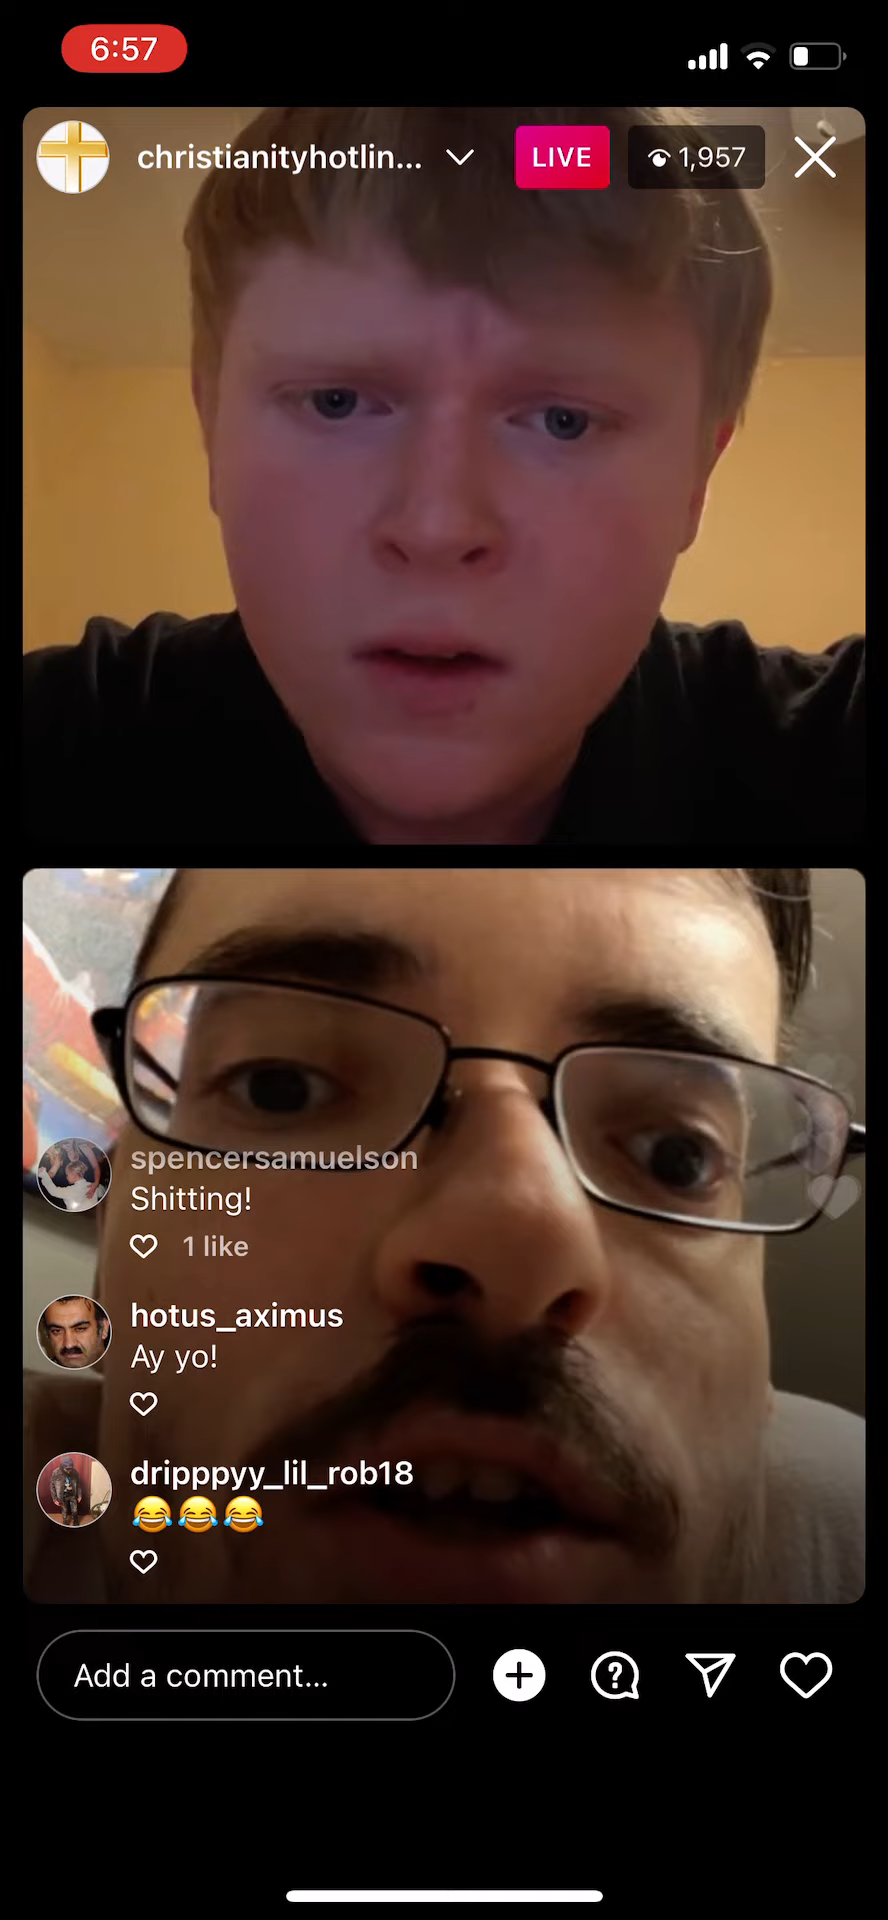 6:57
christianityhotlin...
LIVE
1,957
spencersamuelson
Shitting!
1 like
hotus_aximus
Ay yo!
dripppyy_lil_rob18
😂😂😂
Add a comment...